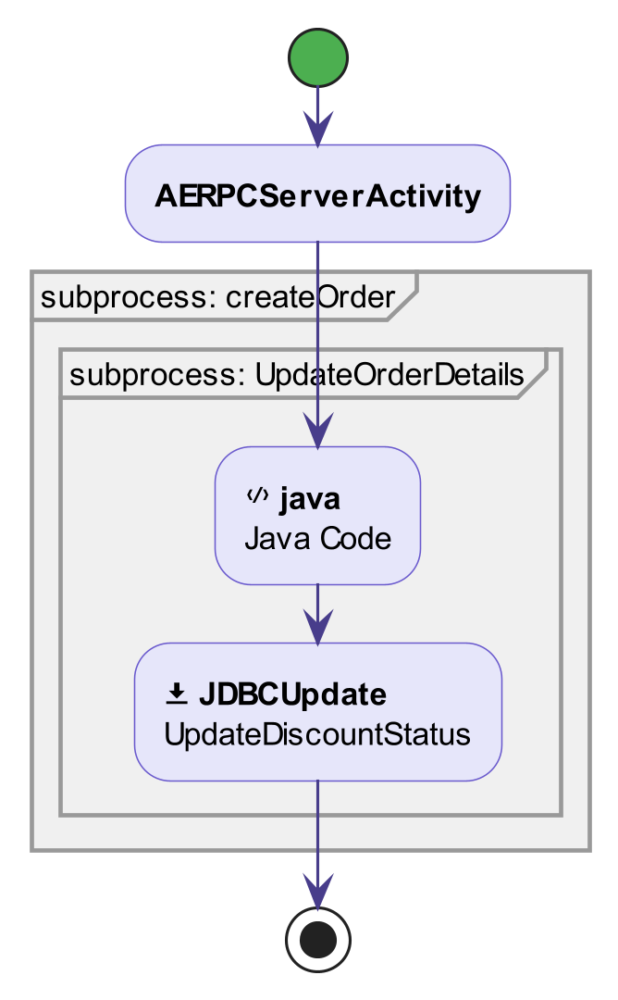 AERPCServerActivity
subprocess: createOrder
subprocess: UpdateOrderDetails
java
Java Code
JDBCUpdate
UpdateDiscountStatus